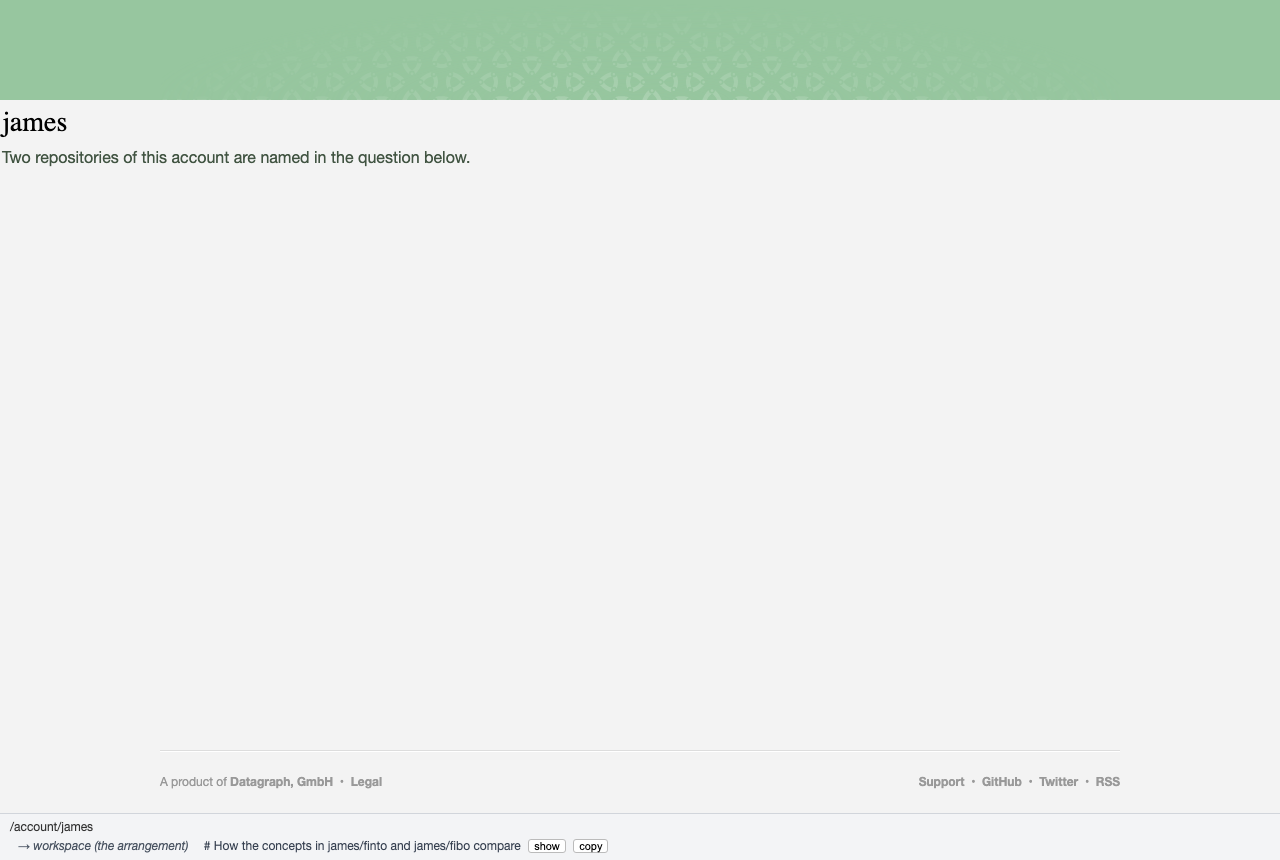 james
Two repositories of this account are named in the question below.
A product of Datagraph, GmbH • Legal
Support • GitHub • Twitter • RSS
/account/james
→ workspace (the arrangement) # How the concepts in james/finto and james/fibo compare show copy